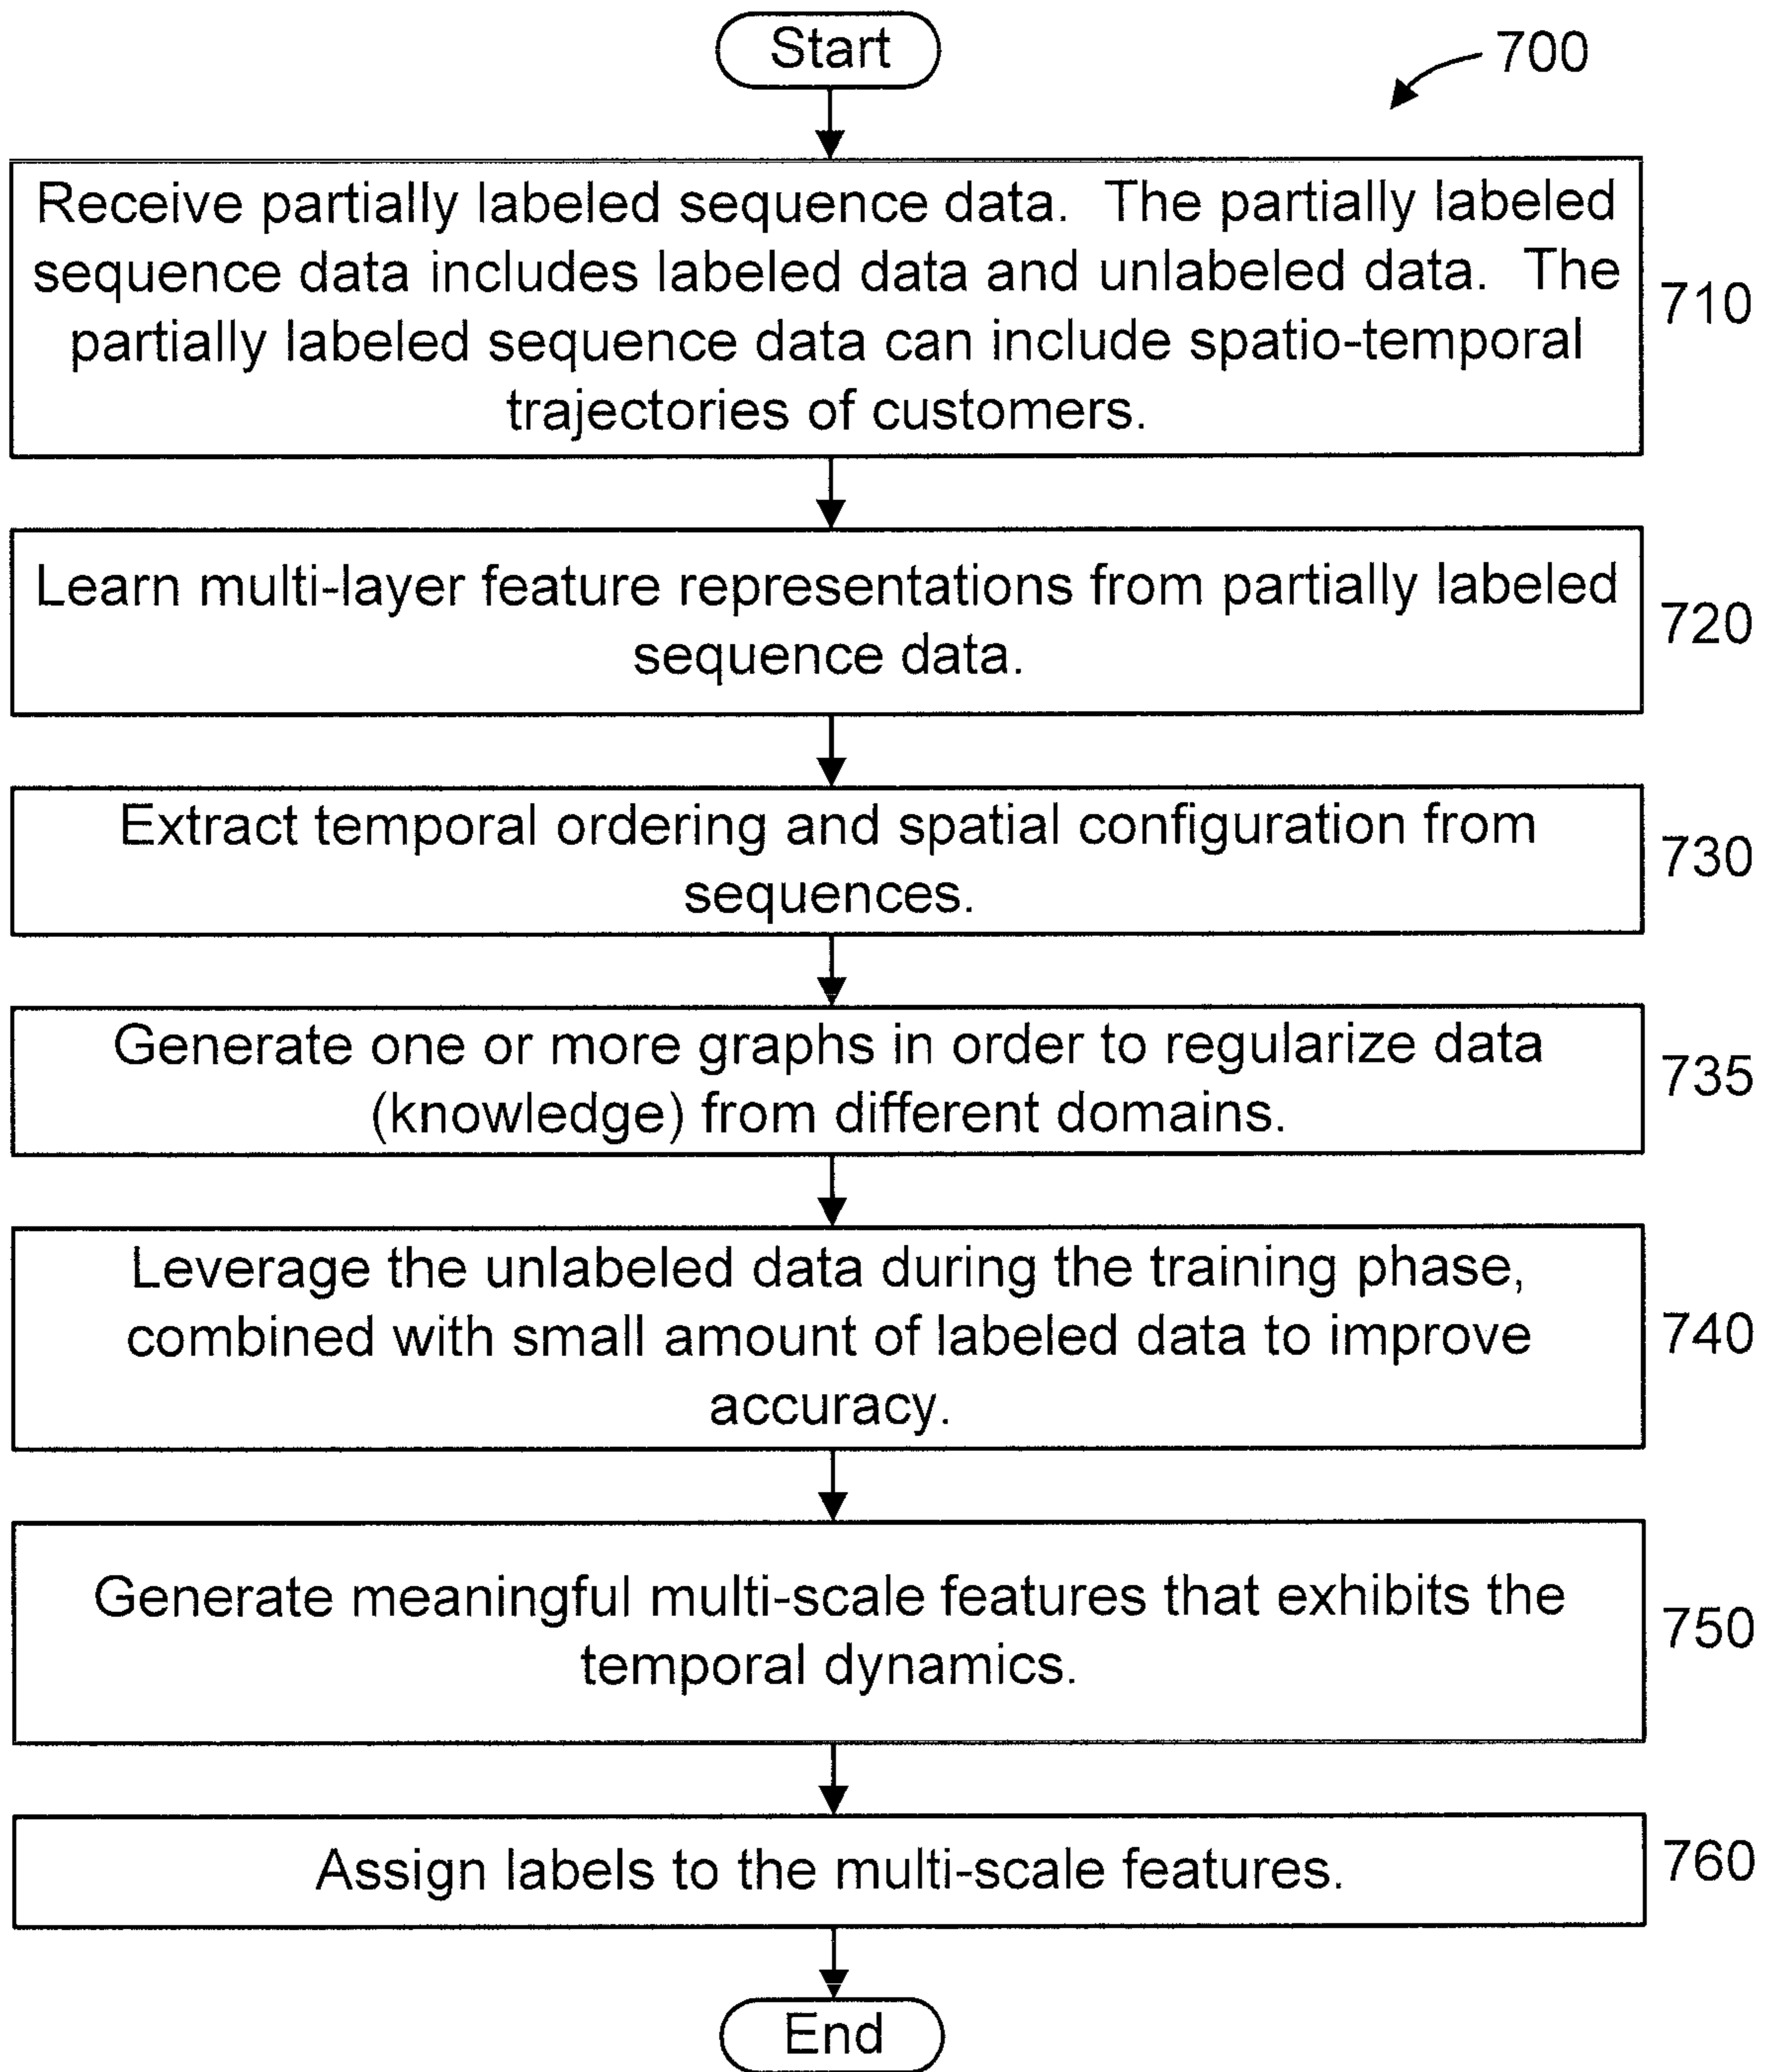 Start
700
Receive partially labeled sequence data.  The partially labeled
sequence data includes labeled data and unlabeled data.  The
partially labeled sequence data can include spatio-temporal
trajectories of customers.
710
Learn multi-layer feature representations from partially labeled
sequence data.
720
Extract temporal ordering and spatial configuration from
sequences.
730
Generate one or more graphs in order to regularize data
(knowledge) from different domains.
735
Leverage the unlabeled data during the training phase,
combined with small amount of labeled data to improve
accuracy.
740
Generate meaningful multi-scale features that exhibits the
temporal dynamics.
750
Assign labels to the multi-scale features.
760
End